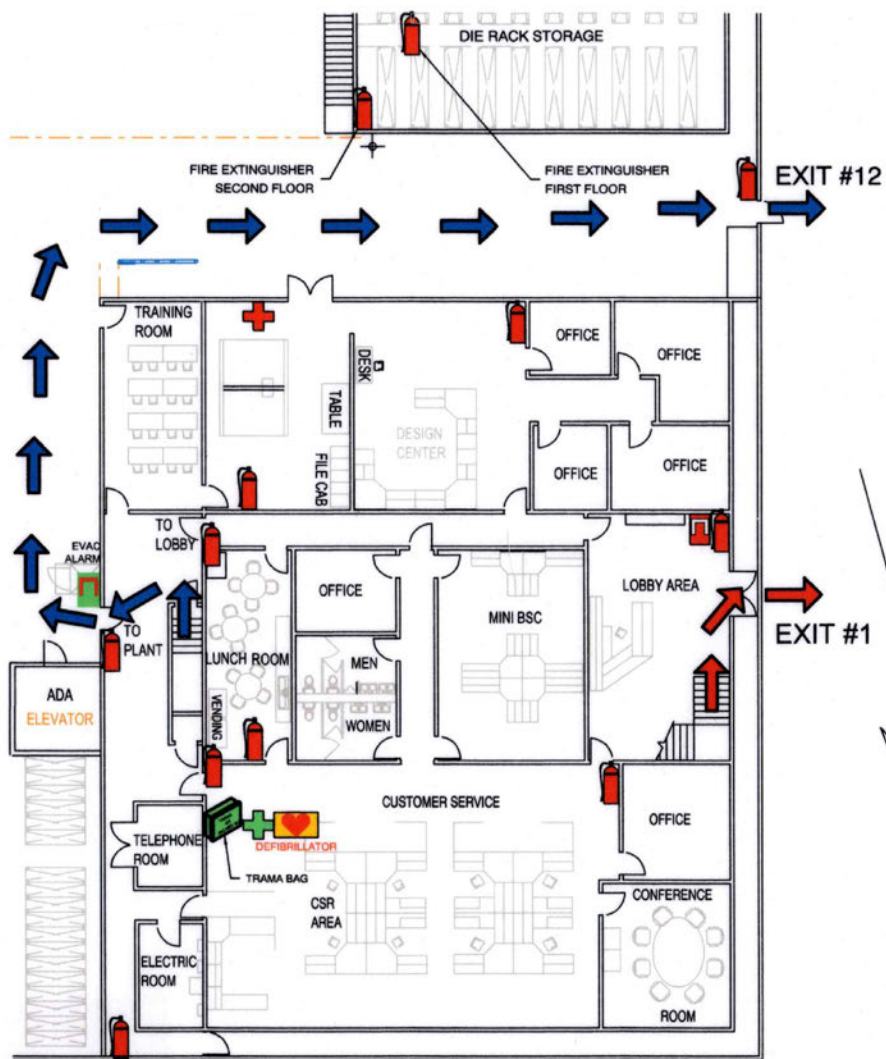 DIE RACK STORAGE
FIRE EXTINGUISHER
SECOND FLOOR
FIRE EXTINGUISHER
FIRST FLOOR
EXIT #12
TRAINING
ROOM
DESK
TABLE
FILE CAB
DESIGN
CENTER
OFFICE
OFFICE
OFFICE
OFFICE
TO
LOBBY
EVAC
ALARM
TO
PLANT
OFFICE
MINI BSC
LOBBY AREA
EXIT #1
LUNCH ROOM
MEN
WOMEN
VENDING
ADA
ELEVATOR
CUSTOMER SERVICE
OFFICE
TELEPHONE
ROOM
DEFIBRILLATOR
TRAMA BAG
CSR
AREA
CONFERENCE
ROOM
ELECTRIC
ROOM